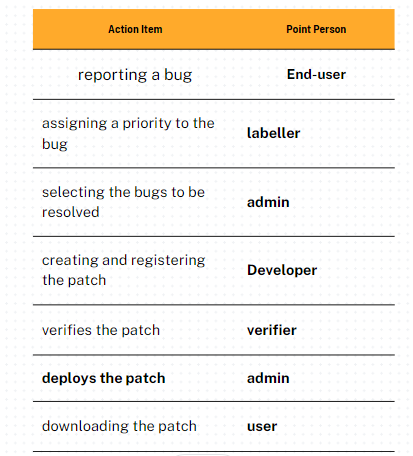 Action Item Point Person
reporting a bug End-user
assigning a priority to the
bug
labeller
selecting the bugs to be
resolved
admin
creating and registering
the patch
Developer
verifies the patch verifier
deploys the patch admin
downloading the patch user